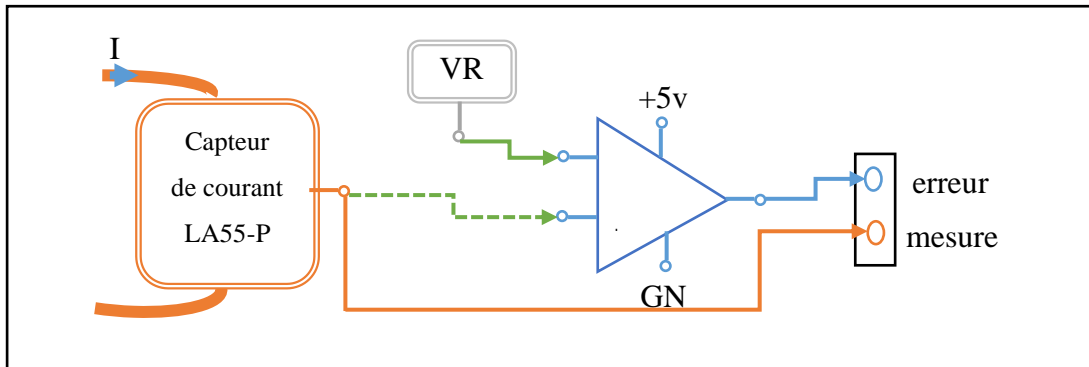 I
VR
+5v
Capteur
de courant
LA55-P
erreur
mesure
GN